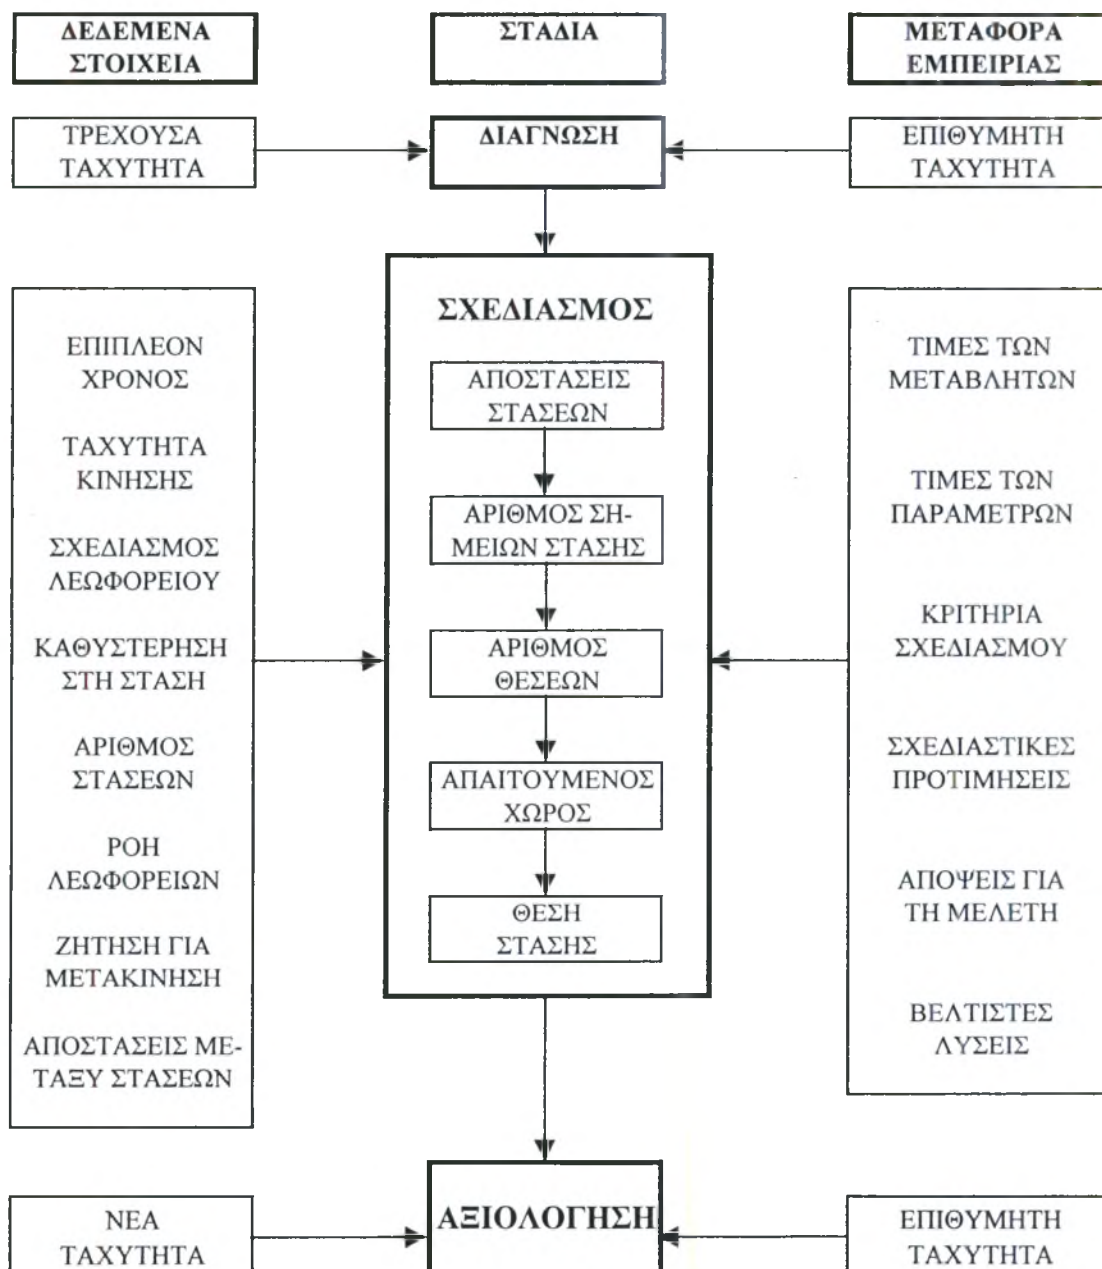 ΔΕΔΕΜΕΝΑ
ΣΤΟΙΧΕΙΑ
ΣΤΑΔΙΑ
ΜΕΤΑΦΟΡΑ
ΕΜΠΕΙΡΙΑΣ
ΤΡΕΧΟΥΣΑ
ΤΑΧΥΤΗΤΑ
ΔΙΑΓΝΩΣΗ
ΕΠΙΘΥΜΗΤΗ
ΤΑΧΥΤΗΤΑ
ΕΠΙΠΛΕΟΝ
ΧΡΟΝΟΣ
ΤΑΧΥΤΗΤΑ
ΚΙΝΗΣΗΣ
ΣΧΕΔΙΑΣΜΟΣ
ΛΕΩΦΟΡΕΙΟΥ
ΚΑΘΥΣΤΕΡΗΣΗ
ΣΤΗ ΣΤΑΣΗ
ΑΡΙΘΜΟΣ
ΣΤΑΣΕΩΝ
ΡΟΗ
ΛΕΩΦΟΡΕΙΩΝ
ΖΗΤΗΣΗ ΓΙΑ
ΜΕΤΑΚΙΝΗΣΗ
ΑΠΟΣΤΑΣΕΙΣ ΜΕ-
ΤΑΞΥ ΣΤΑΣΕΩΝ
ΣΧΕΔΙΑΣΜΟΣ
ΑΠΟΣΤΑΣΕΙΣ
ΣΤΑΣΕΩΝ
ΑΡΙΘΜΟΣ ΣΗ-
ΜΕΙΩΝ ΣΤΑΣΗΣ
ΑΡΙΘΜΟΣ
ΘΕΣΕΩΝ
ΑΠΑΙΤΟΥΜΕΝΟΣ
ΧΩΡΟΣ
ΘΕΣΗ
ΣΤΑΣΗΣ
ΤΙΜΕΣ ΤΩΝ
ΜΕΤΑΒΛΗΤΩΝ
ΤΙΜΕΣ ΤΩΝ
ΠΑΡΑΜΕΤΡΩΝ
ΚΡΙΤΗΡΙΑ
ΣΧΕΔΙΑΣΜΟΥ
ΣΧΕΔΙΑΣΤΙΚΕΣ
ΠΡΟΤΙΜΗΣΕΙΣ
ΑΠΟΨΕΙΣ ΓΙΑ
ΤΗ ΜΕΛΕΤΗ
ΒΕΛΤΙΣΤΕΣ
ΛΥΣΕΙΣ
ΝΕΑ
ΤΑΧΥΤΗΤΑ
ΑΞΙΟΛΟΓΗΣΗ
ΕΠΙΘΥΜΗΤΗ
ΤΑΧΥΤΗΤΑ